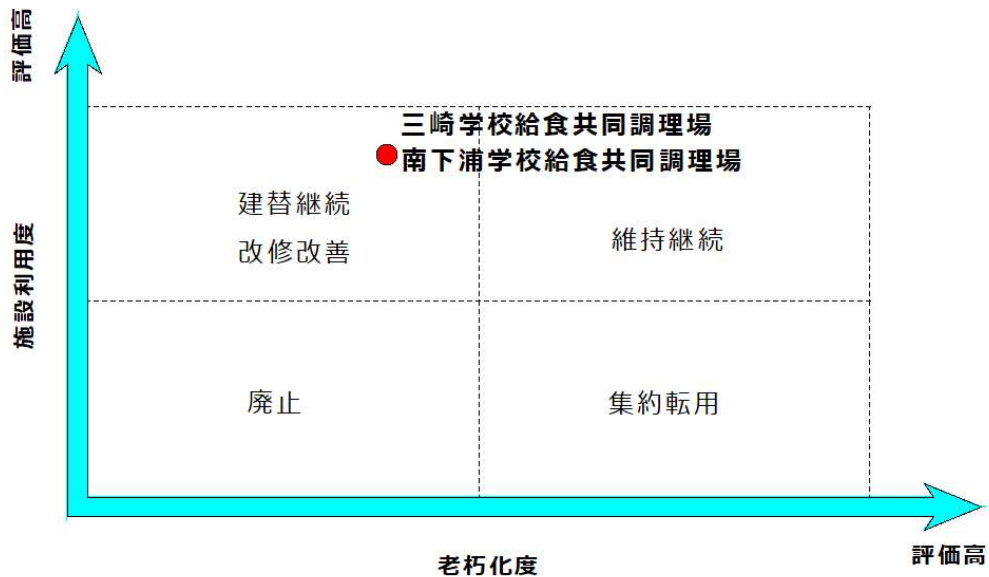 評価高
三崎学校給食共同調理場
南下浦学校給食共同調理場
建替継続
改修改善
維持継続
施設利用度
廃止
集約転用
老朽化度
評価高